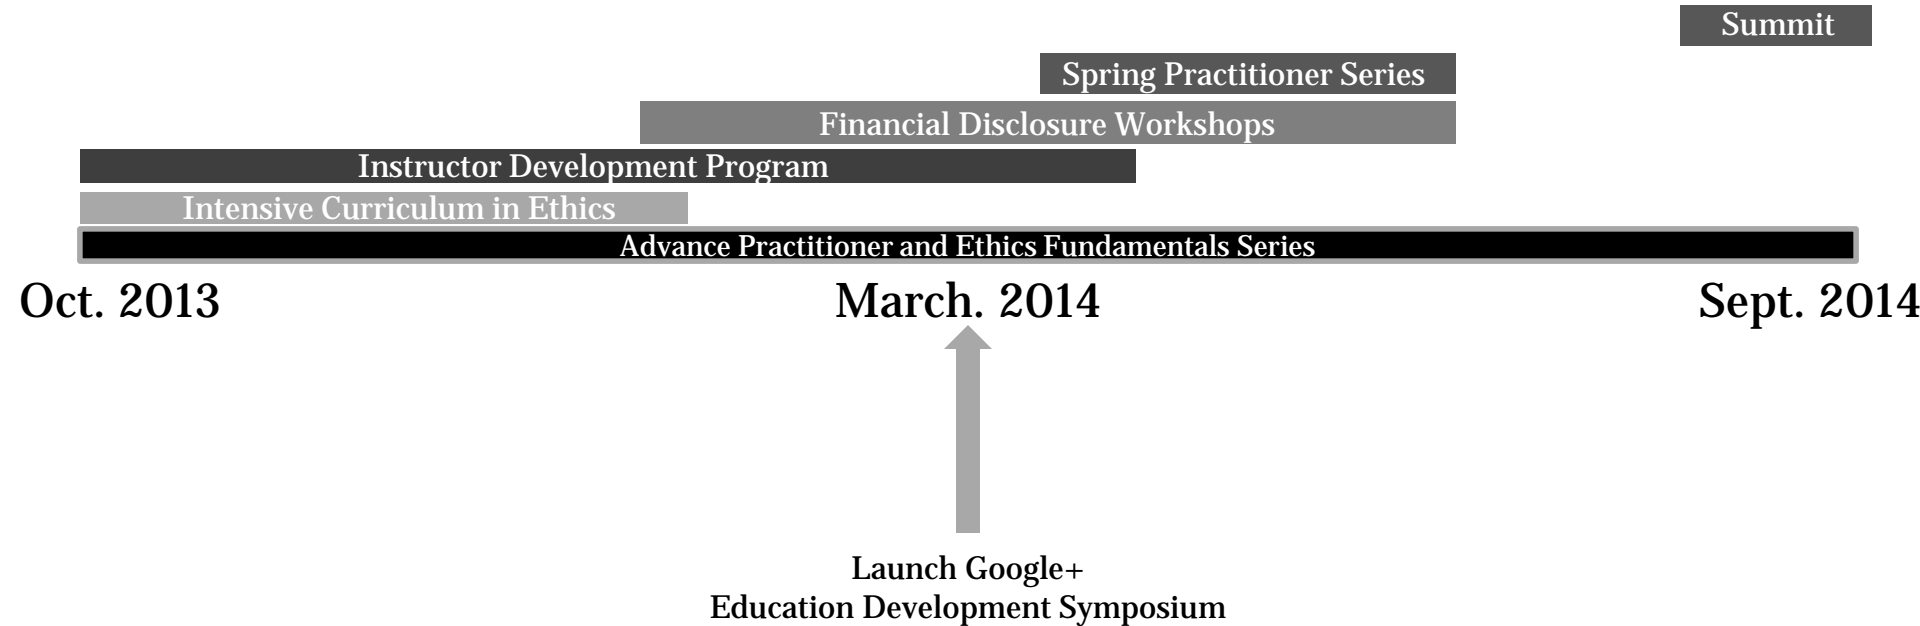 Summit
Spring Practitioner Series
Financial Disclosure Workshops
Instructor Development Program
Intensive Curriculum in Ethics
Advance Practitioner and Ethics Fundamentals Series
Oct. 2013
March. 2014
Sept. 2014
Launch Google+
Education Development Symposium